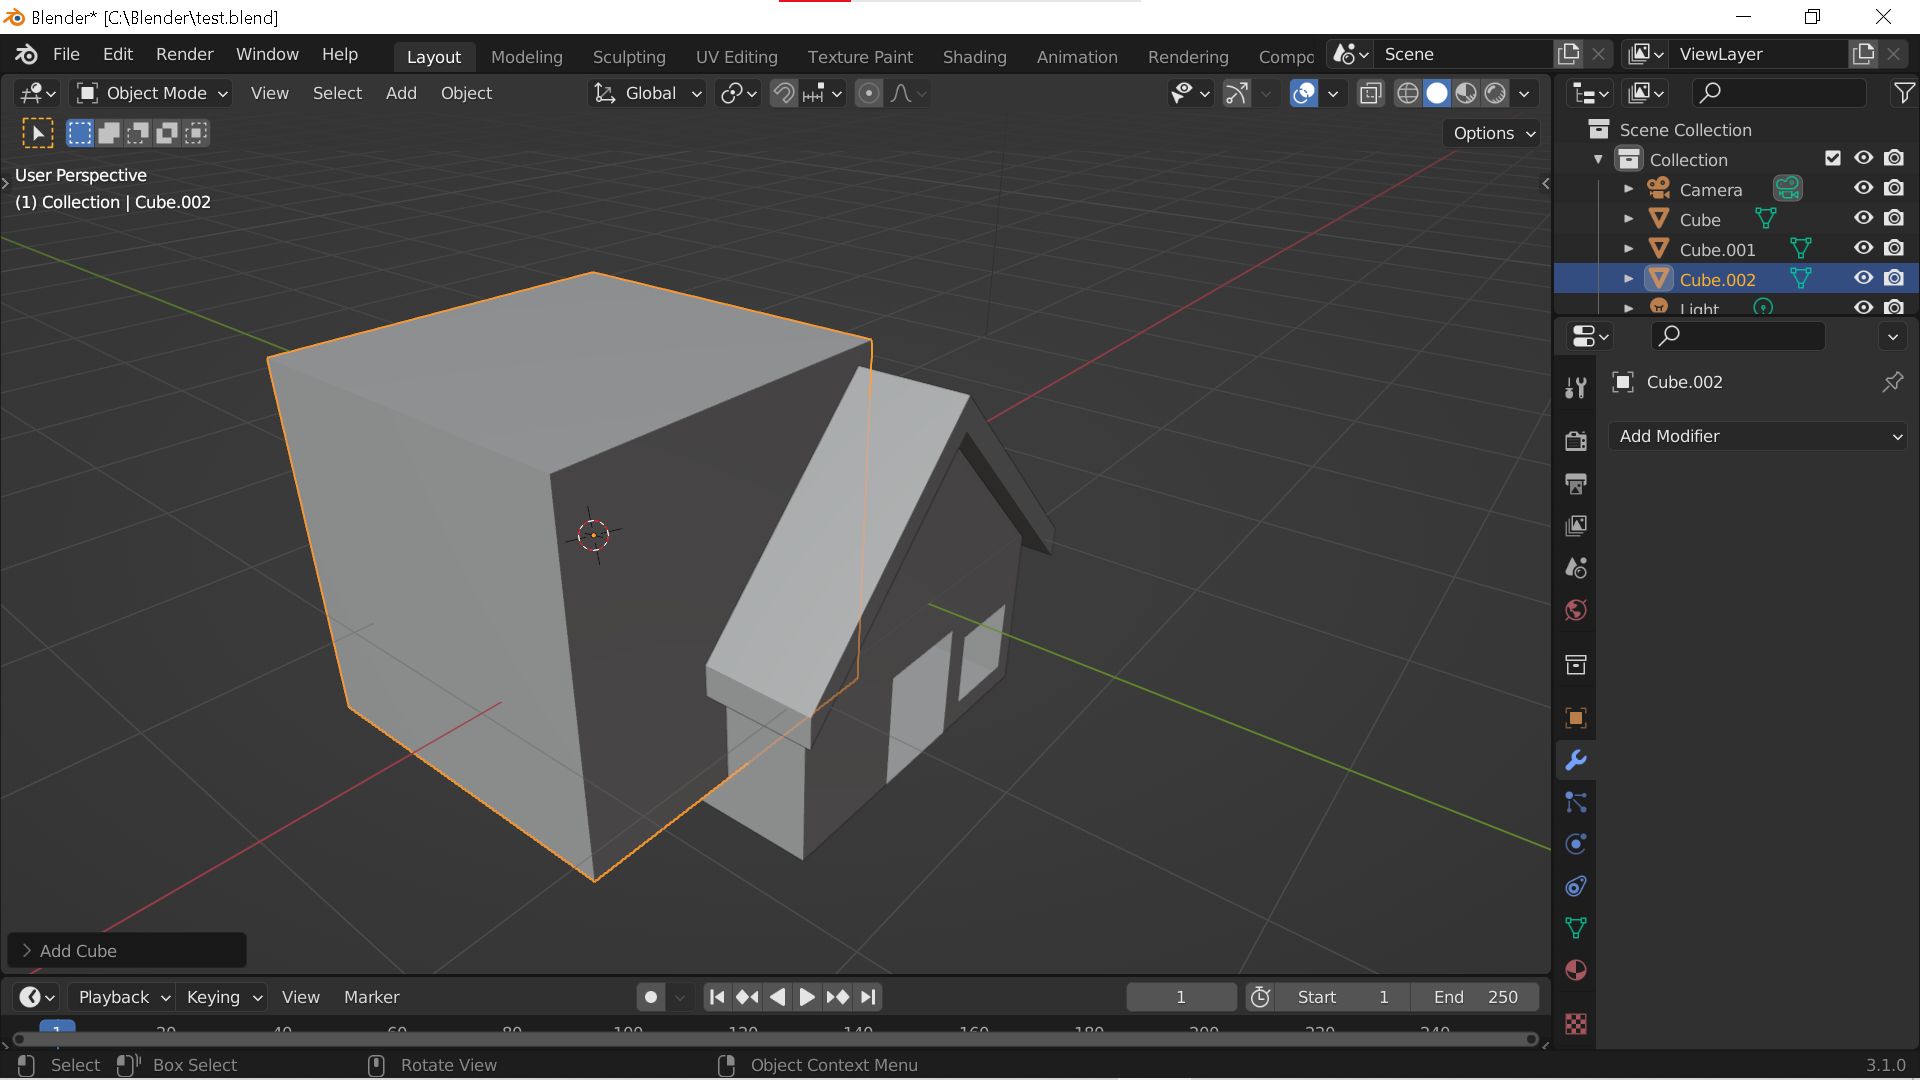 Blender* [C:\Blender\test.blend]
File Edit Render Window Help Layout Modeling Sculpting UV Editing Texture Paint Shading Animation Rendering Compo Scene ViewLayer
Object Mode View Select Add Object Global
Options
User Perspective
(1) Collection | Cube.002
Scene Collection
Collection
Camera
Cube
Cube.001
Cube.002
Light
Cube.002
Add Modifier
Add Cube
Playback Keying View Marker 1 Start 1 End 250
1 20 40 60 80 100 120 140 160 180 200 220 240
Select Box Select Rotate View Object Context Menu 3.1.0